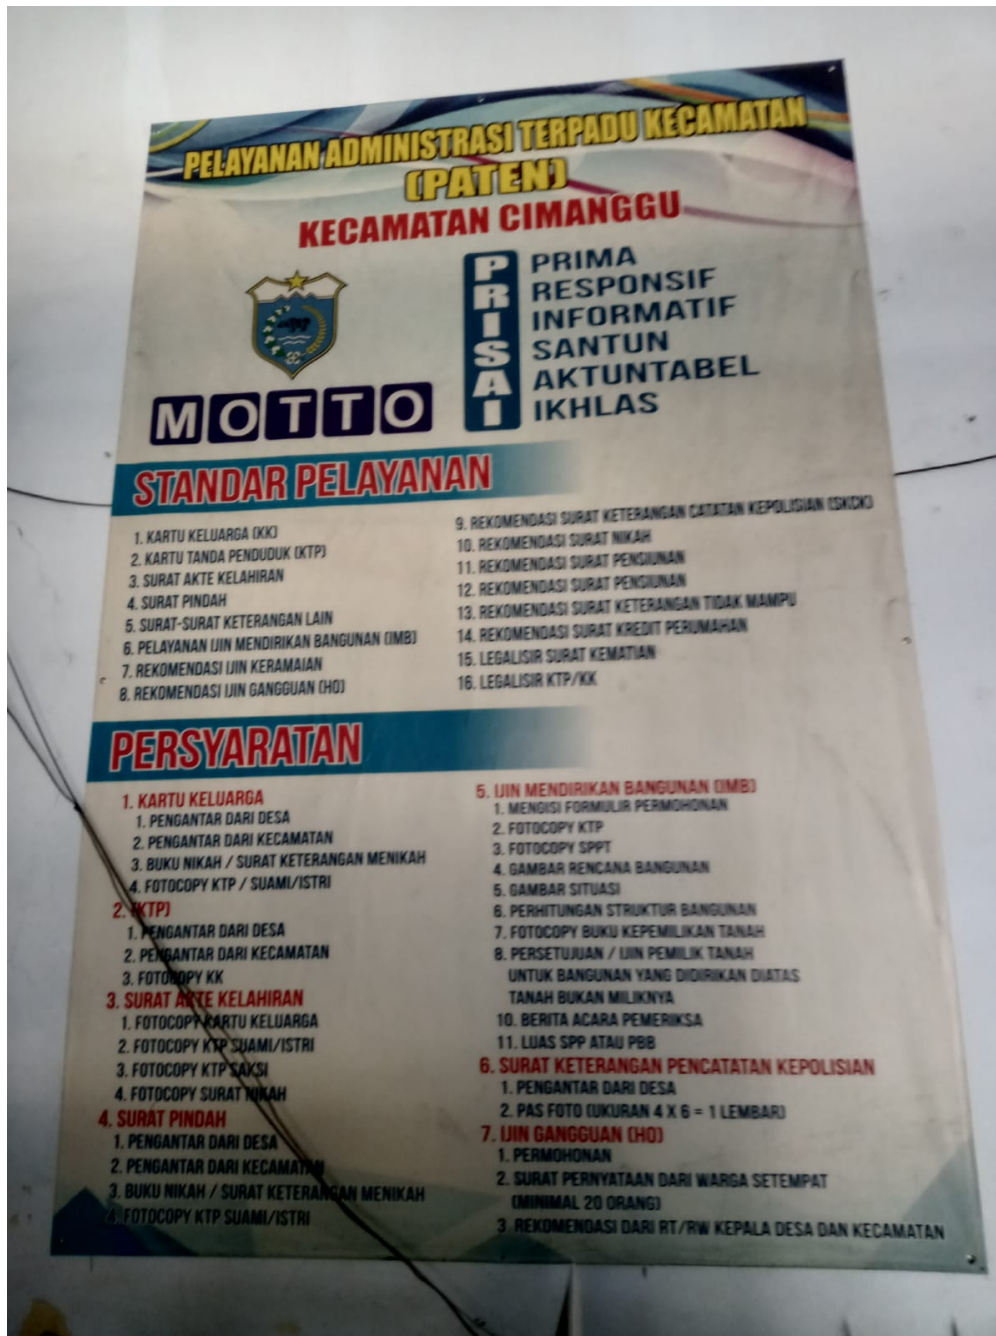 PELAYANAN ADMINISTRASI TERPADU KECAMATAN
(PATEN)
KECAMATAN CIMANGGU
MOTTO
PRISAI
PRIMA
RESPONSIF
INFORMATIF
SANTUN
AKTUNTABEL
IKHLAS
STANDAR PELAYANAN
1. KARTU KELUARGA (KK)
2. KARTU TANDA PENDUDUK (KTP)
3. SURAT AKTE KELAHIRAN
4. SURAT PINDAH
5. SURAT-SURAT KETERANGAN LAIN
6. PELAYANAN IJIN MENDIRIKAN BANGUNAN (IMB)
7. REKOMENDASI IJIN KERAMAIAN
8. REKOMENDASI IJIN GANGGUAN (HO)
9. REKOMENDASI SURAT KETERANGAN CATATAN KEPOLISIAN (SKCK)
10. REKOMENDASI SURAT NIKAH
11. REKOMENDASI SURAT PENSIUNAN
12. REKOMENDASI SURAT PENSIUNAN
13. REKOMENDASI SURAT KETERANGAN TIDAK MAMPU
14. REKOMENDASI SURAT KREDIT PERUMAHAN
15. LEGALISIR SURAT KEMATIAN
16. LEGALISIR KTP/KK
PERSYARATAN
1. KARTU KELUARGA
1. PENGANTAR DARI DESA
2. PENGANTAR DARI KECAMATAN
3. BUKU NIKAH / SURAT KETERANGAN MENIKAH
4. FOTOCOPY KTP / SUAMI/ISTRI
2. (KTP)
1. PENGANTAR DARI DESA
2. PENGANTAR DARI KECAMATAN
3. FOTOCOPY KK
3. SURAT AKTE KELAHIRAN
1. FOTOCOPY KARTU KELUARGA
2. FOTOCOPY KTP SUAMI/ISTRI
3. FOTOCOPY KTP SAKSI
4. FOTOCOPY SURAT NIKAH
4. SURAT PINDAH
1. PENGANTAR DARI DESA
2. PENGANTAR DARI KECAMATAN
3. BUKU NIKAH / SURAT KETERANGAN MENIKAH
4. FOTOCOPY KTP SUAMI/ISTRI
5. IJIN MENDIRIKAN BANGUNAN (IMB)
1. MENGISI FORMULIR PERMOHONAN
2. FOTOCOPY KTP
3. FOTOCOPY SPPT
4. GAMBAR RENCANA BANGUNAN
5. GAMBAR SITUASI
6. PERHITUNGAN STRUKTUR BANGUNAN
7. FOTOCOPY BUKU KEPEMILIKAN TANAH
8. PERSETUJUAN / IJIN PEMILIK TANAH
UNTUK BANGUNAN YANG DIDIRIKAN DIATAS
TANAH BUKAN MILIKNYA
10. BERITA ACARA PEMERIKSA
11. LUAS SPP ATAU PBB
6. SURAT KETERANGAN PENCATATAN KEPOLISIAN
1. PENGANTAR DARI DESA
2. PAS FOTO (UKURAN 4 X 6 = 1 LEMBAR)
7. IJIN GANGGUAN (HO)
1. PERMOHONAN
2. SURAT PERNYATAAN DARI WARGA SETEMPAT
(MINIMAL 20 ORANG)
3. REKOMENDASI DARI RT/RW KEPALA DESA DAN KECAMATAN